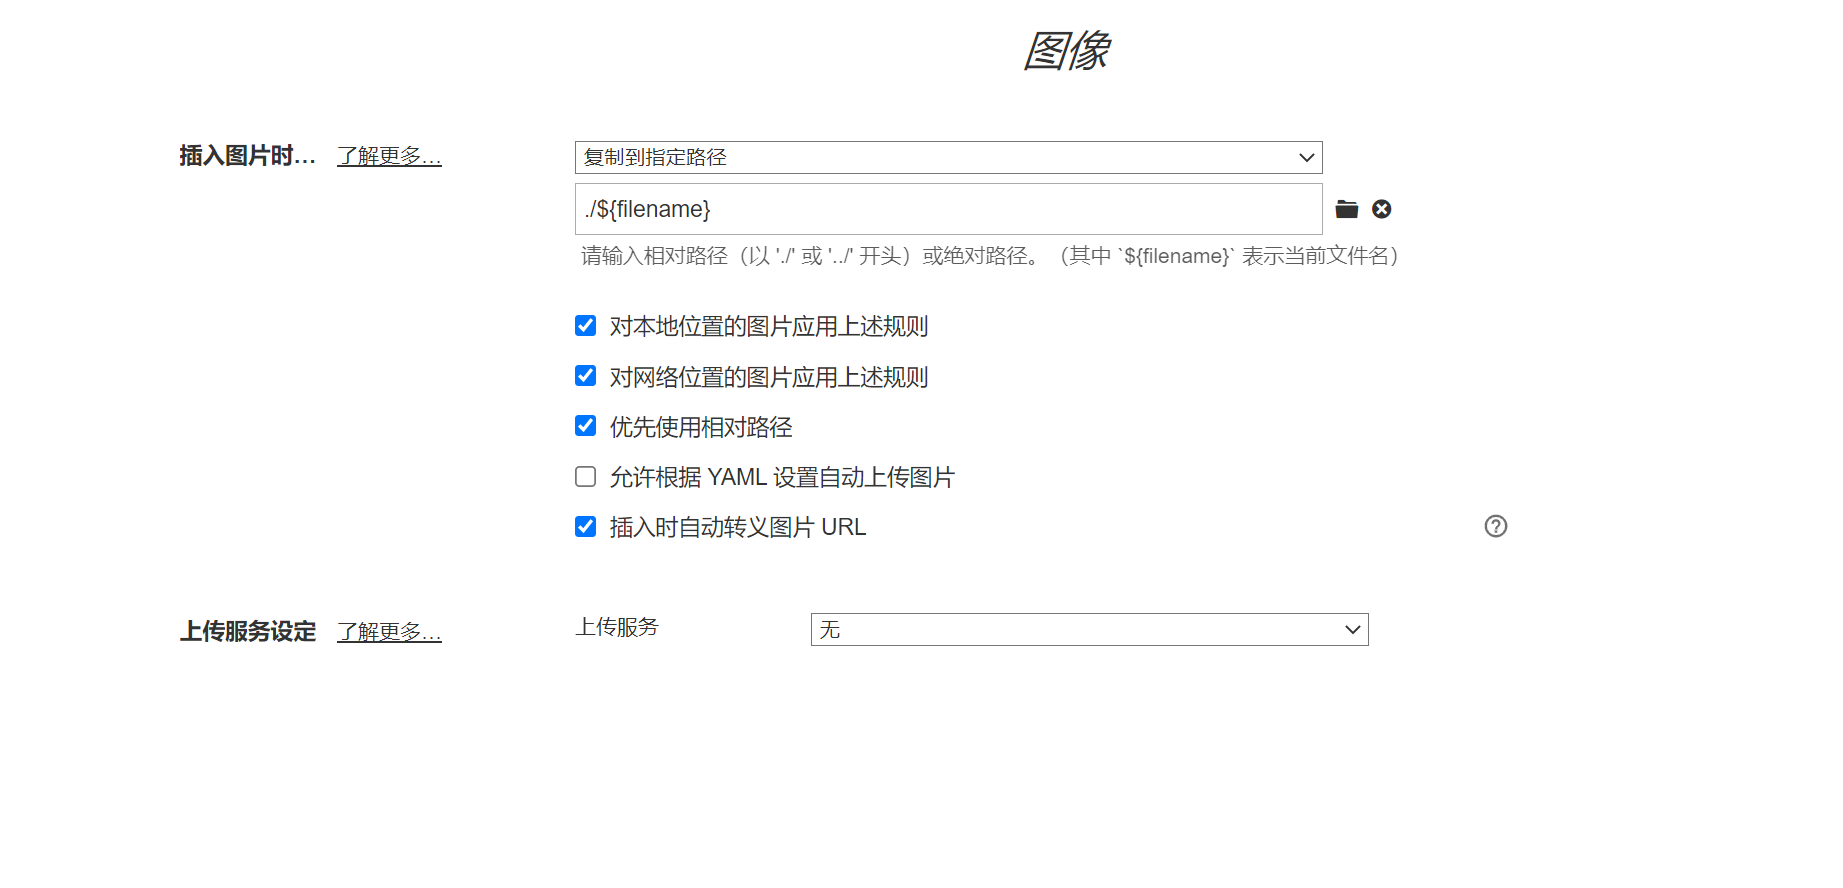 图像
插入图片时... 了解更多...
复制到指定路径
./${filename}
请输入相对路径（以 './' 或 '../' 开头）或绝对路径。（其中 `${filename}` 表示当前文件名）
对本地位置的图片应用上述规则
对网络位置的图片应用上述规则
优先使用相对路径
允许根据 YAML 设置自动上传图片
插入时自动转义图片 URL
上传服务设定 了解更多... 上传服务 无